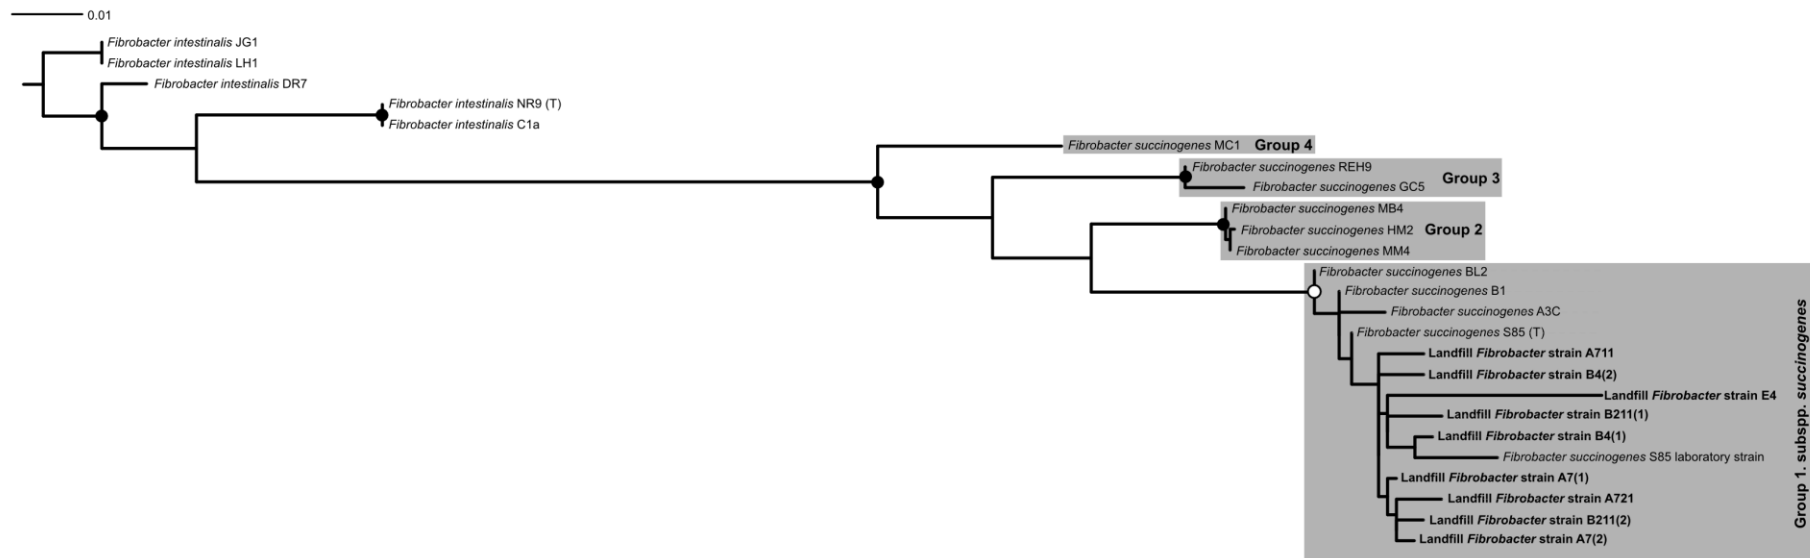 0.01
Fibrobacter intestinalis JG1
Fibrobacter intestinalis LH1
Fibrobacter intestinalis DR7
Fibrobacter intestinalis NR9 (T)
Fibrobacter intestinalis C1a
Fibrobacter succinogenes MC1 Group 4
Fibrobacter succinogenes REH9
Group 3
Fibrobacter succinogenes GC5
Fibrobacter succinogenes MB4
Fibrobacter succinogenes HM2 Group 2
Fibrobacter succinogenes MM4
Fibrobacter succinogenes BL2
Fibrobacter succinogenes B1
Fibrobacter succinogenes A3C
Fibrobacter succinogenes S85 (T)
Landfill Fibrobacter strain A711
Landfill Fibrobacter strain B4(2)
Landfill Fibrobacter strain E4
Landfill Fibrobacter strain B211(1)
Landfill Fibrobacter strain B4(1)
Fibrobacter succinogenes S85 laboratory strain
Landfill Fibrobacter strain A7(1)
Landfill Fibrobacter strain A721
Landfill Fibrobacter strain B211(2)
Landfill Fibrobacter strain A7(2)
Group 1. subspp. succinogenes